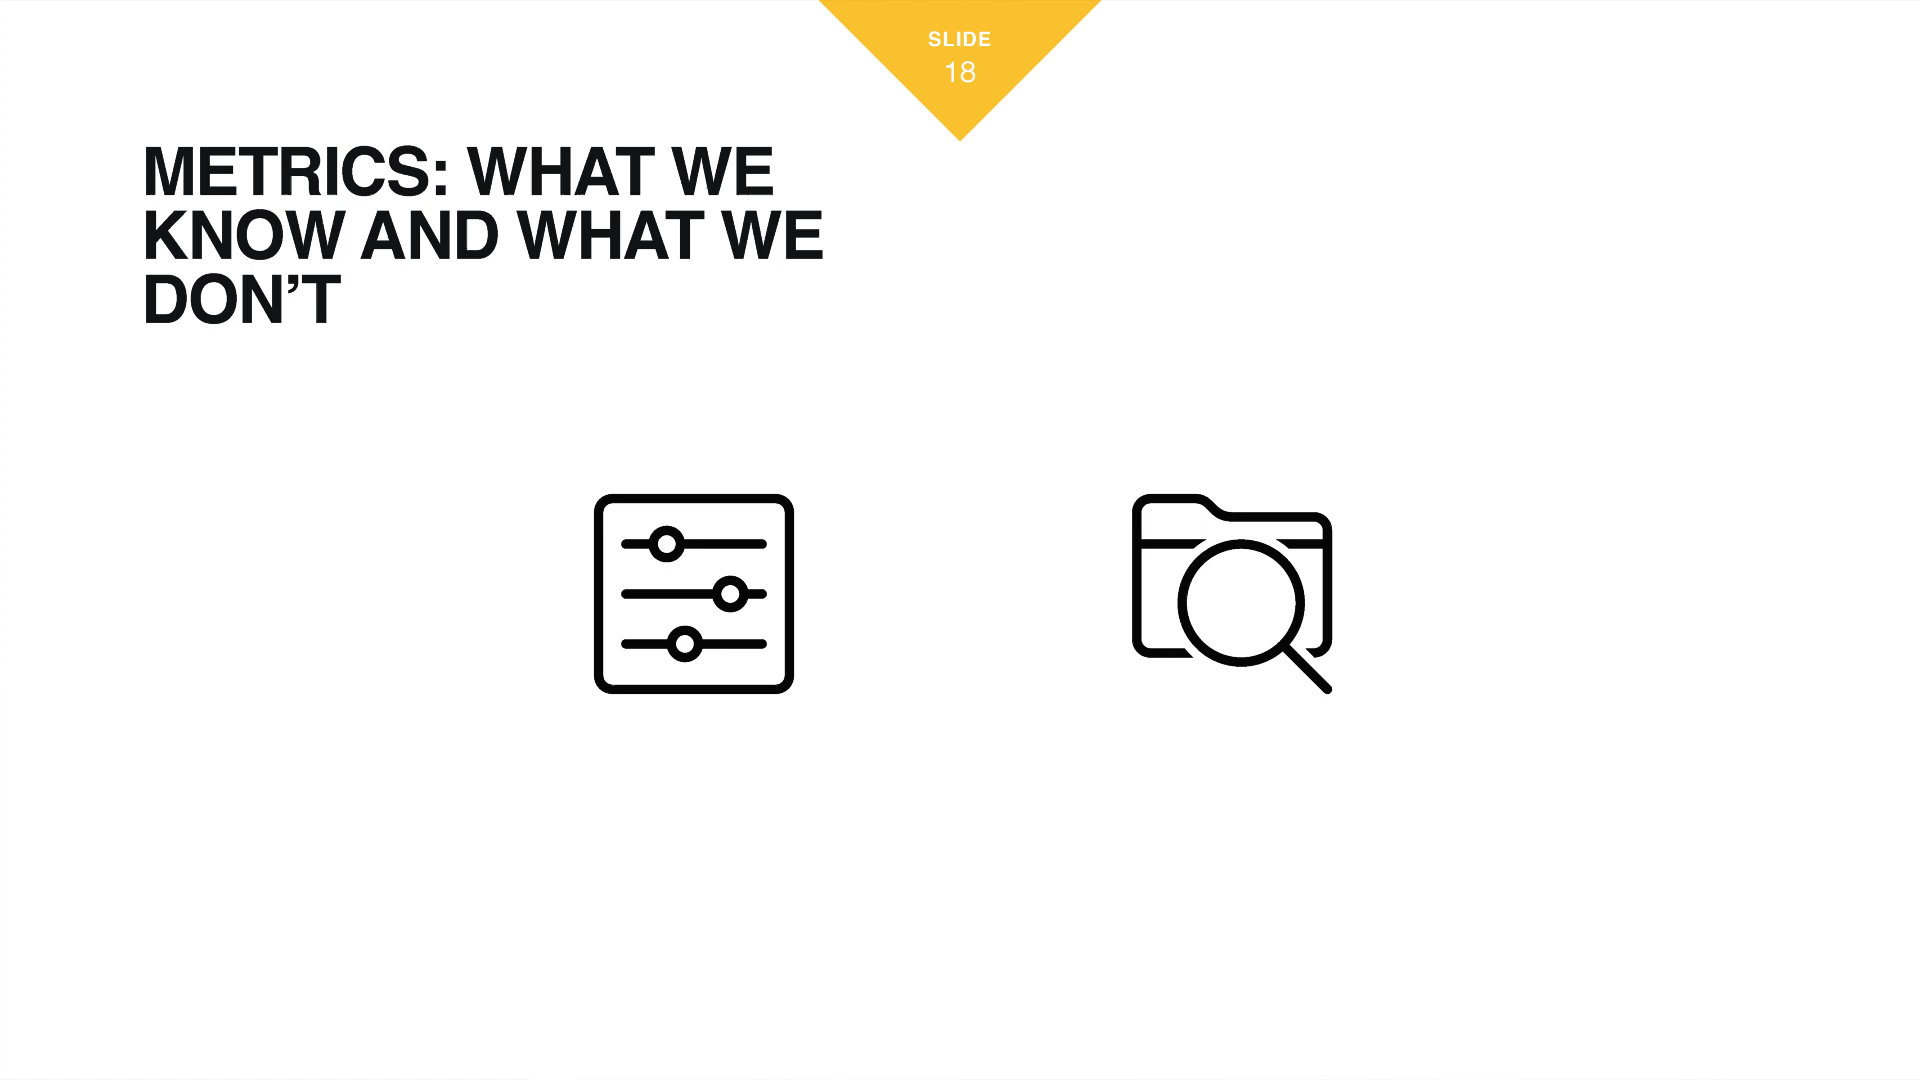 SLIDE
18
METRICS: WHAT WE
KNOW AND WHAT WE
DON’T